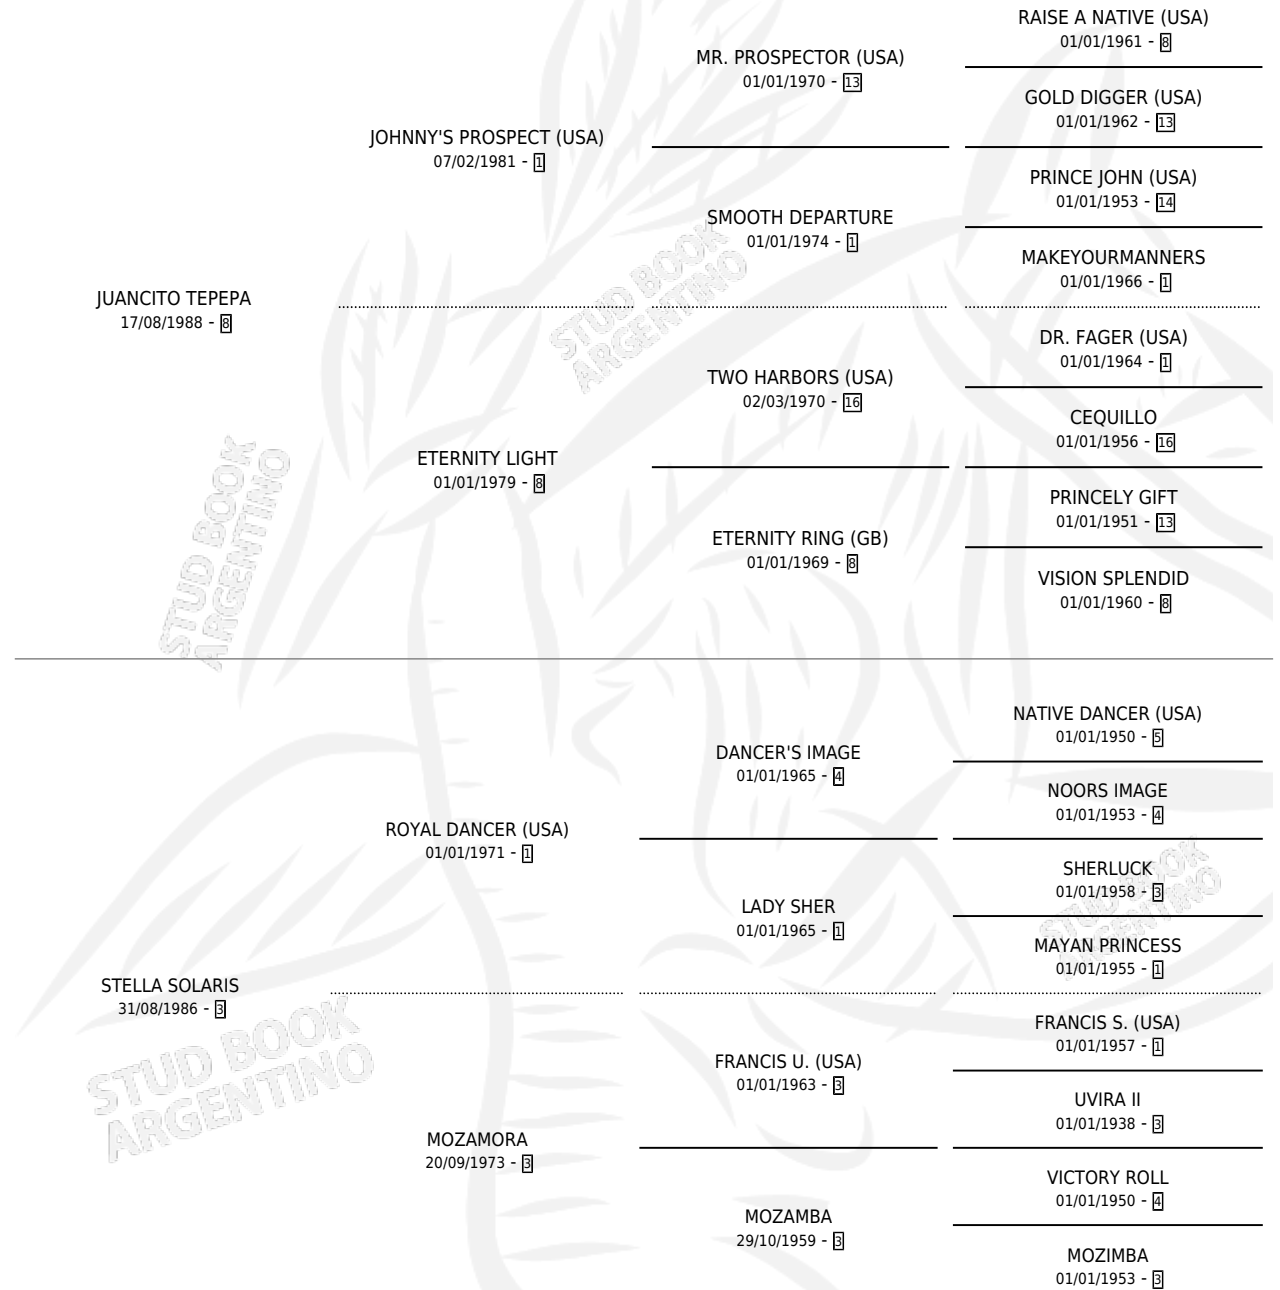 RAISE A NATIVE (USA)
01/01/1961 - 8
MR. PROSPECTOR (USA)
01/01/1970 - 13
GOLD DIGGER (USA)
01/01/1962 - 13
JOHNNY'S PROSPECT (USA)
07/02/1981 - 1
PRINCE JOHN (USA)
01/01/1953 - 14
SMOOTH DEPARTURE
01/01/1974 - 1
MAKEYOURMANNERS
01/01/1966 - 1
JUANCITO TEPEPA
17/08/1988 - 8
DR. FAGER (USA)
01/01/1964 - 1
TWO HARBORS (USA)
02/03/1970 - 16
CEQUILLO
01/01/1956 - 16
ETERNITY LIGHT
01/01/1979 - 8
PRINCELY GIFT
01/01/1951 - 13
ETERNITY RING (GB)
01/01/1969 - 8
VISION SPLENDID
01/01/1960 - 8
NATIVE DANCER (USA)
01/01/1950 - 5
DANCER'S IMAGE
01/01/1965 - 4
NOORS IMAGE
01/01/1953 - 4
ROYAL DANCER (USA)
01/01/1971 - 1
SHERLUCK
01/01/1958 - 3
LADY SHER
01/01/1965 - 1
MAYAN PRINCESS
01/01/1955 - 1
STELLA SOLARIS
31/08/1986 - 3
FRANCIS S. (USA)
01/01/1957 - 1
FRANCIS U. (USA)
01/01/1963 - 3
UVIRA II
01/01/1938 - 3
MOZAMORA
20/09/1973 - 3
VICTORY ROLL
01/01/1950 - 4
MOZAMBA
29/10/1959 - 3
MOZIMBA
01/01/1953 - 3
STUD BOOK
ARGENTINO
STUD BOOK
ARGENTINO
STUD BOOK
ARGENTINO
STUD BOOK
ARGENTINO